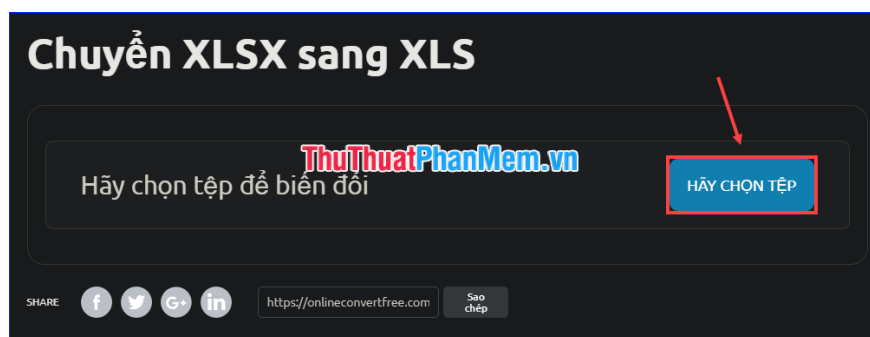 Chuyển XLSX sang XLS
ThuThuatPhanMem.vn
Hãy chọn tệp để biến đổi
HÃY CHỌN TỆP
SHARE
f
G+
in
https://onlineconvertfree.com
Sao
chép